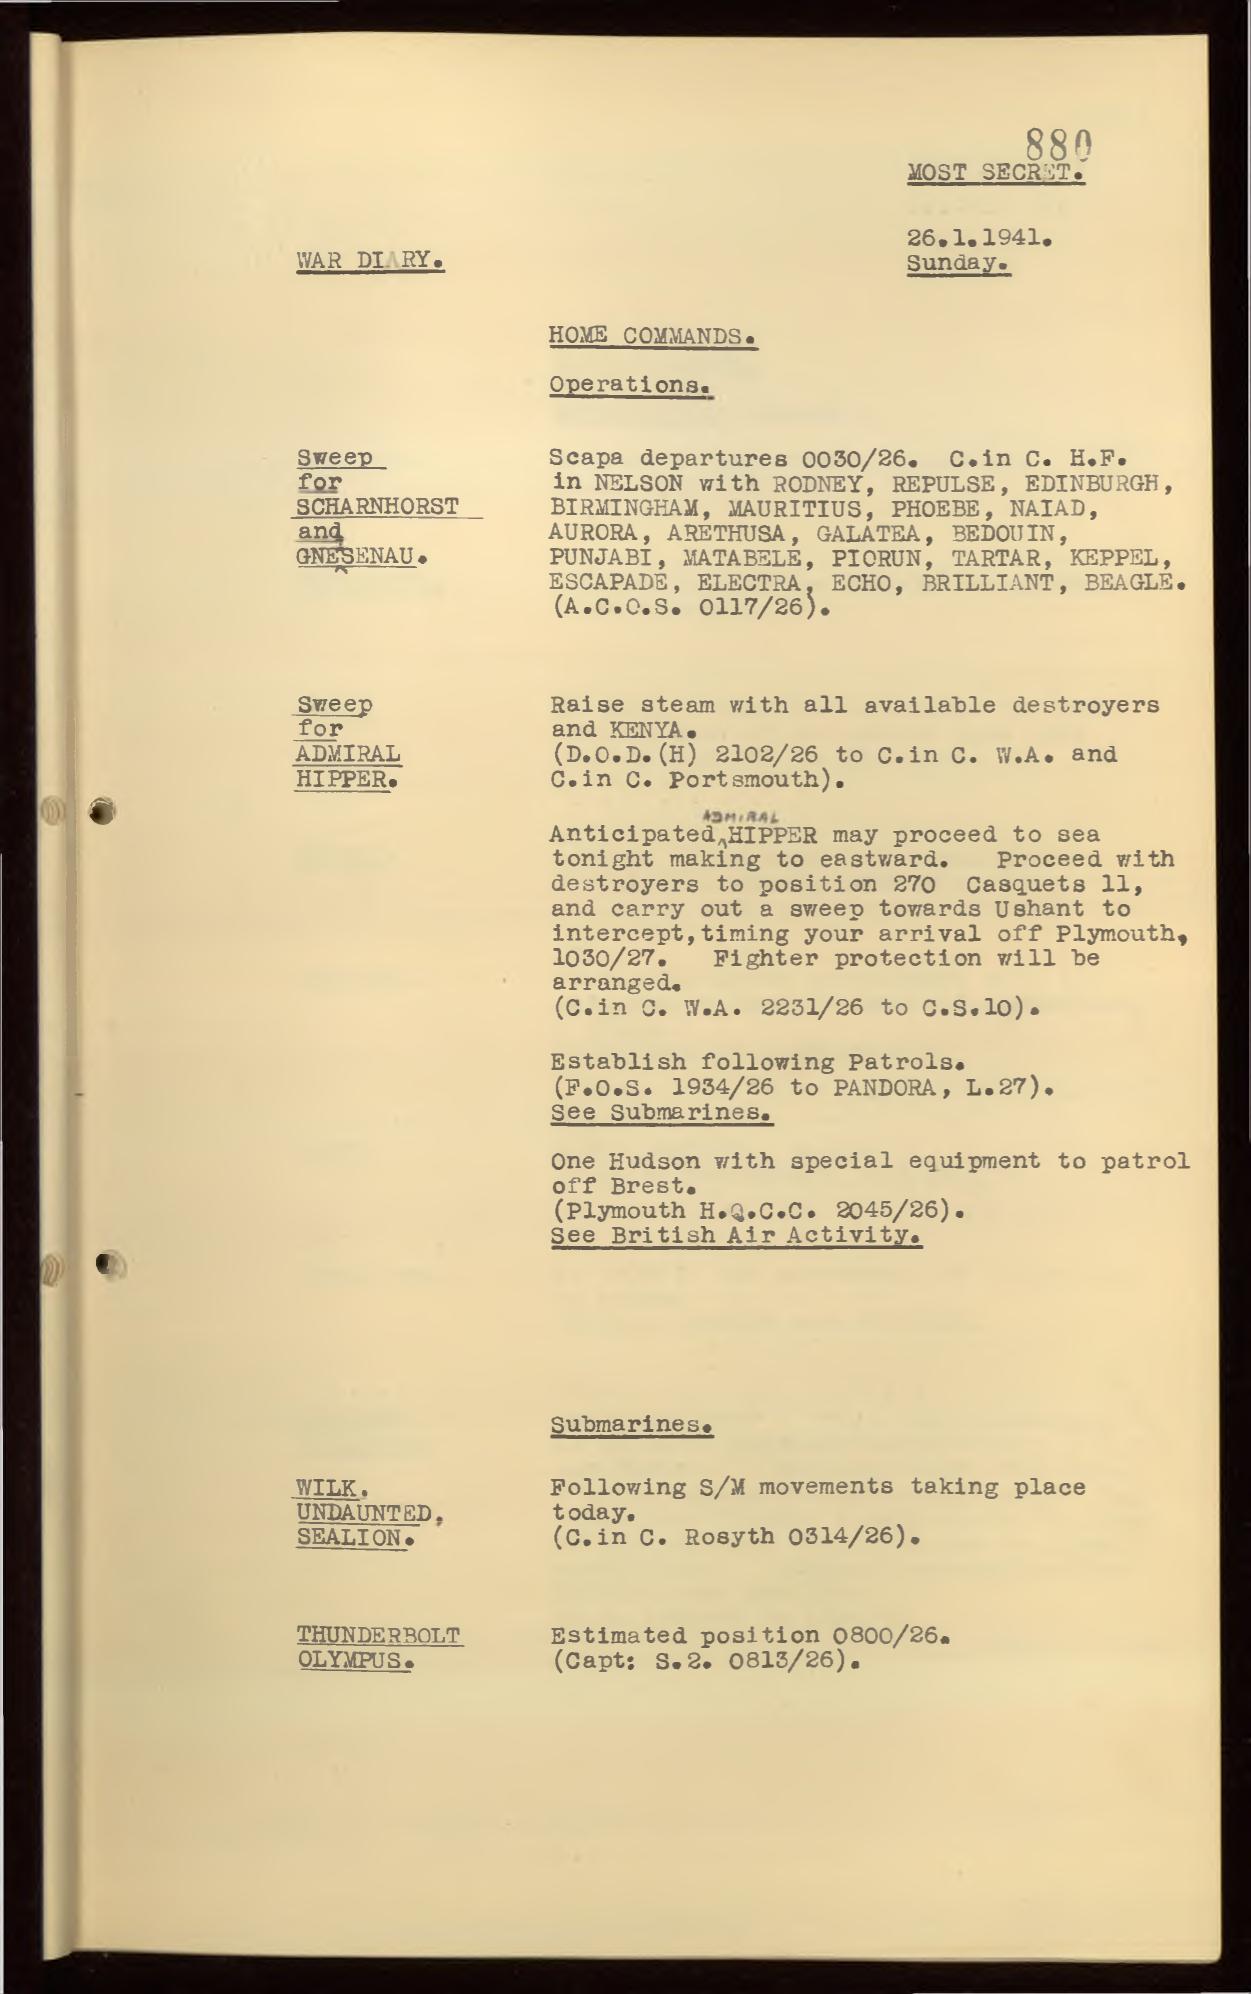 880
MOST SECRET.
26.1.1941.
Sunday.
WAR DIARY.
HOME COMMANDS.
Operations.
Sweep
for
SCHARNHORST
and
GNESENAU.
Scapa departures 0030/26. C.in C. H.F.
in NELSON with RODNEY, REPULSE, EDINBURGH,
BIRMINGHAM, MAURITIUS, PHOEBE, NAIAD,
AURORA, ARETHUSA, GALATEA, BEDOUIN,
PUNJABI, MATABELE, PIORUN, TARTAR, KEPPEL,
ESCAPADE, ELECTRA, ECHO, BRILLIANT, BEAGLE.
(A.C.O.S. 0117/26).
Sweep
for
ADMIRAL
HIPPER.
Raise steam with all available destroyers
and KENYA.
(D.O.D.(H) 2102/26 to C.in C. W.A. and
C.in C. Portsmouth).
ADMIRAL
Anticipated HIPPER may proceed to sea
tonight making to eastward. Proceed with
destroyers to position 270 Casquets 11,
and carry out a sweep towards Ushant to
intercept,timing your arrival off Plymouth,
1030/27. Fighter protection will be
arranged.
(C.in C. W.A. 2231/26 to C.S.10).
Establish following Patrols.
(F.O.S. 1934/26 to PANDORA, L.27).
See Submarines.
One Hudson with special equipment to patrol
off Brest.
(Plymouth H.Q.C.C. 2045/26).
See British Air Activity.
Submarines.
WILK.
UNDAUNTED,
SEALION.
Following S/M movements taking place
today.
(C.in C. Rosyth 0314/26).
THUNDERBOLT
OLYMPUS.
Estimated position 0800/26.
(Capt: S.2. 0813/26).